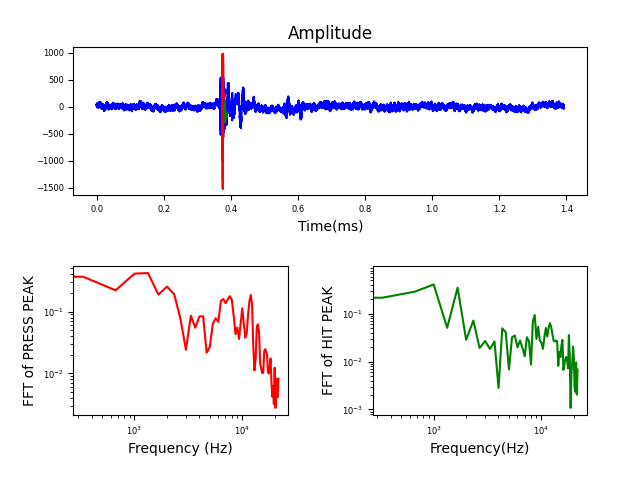 Amplitude
1000
500
0
−500
−1000
−1500
0.0 0.2 0.4 0.6 0.8 1.0 1.2 1.4
Time(ms)
FFT of PRESS PEAK
10⁻¹
10⁻²
10³ 10⁴
Frequency (Hz)
FFT of HIT PEAK
10⁻¹
10⁻²
10⁻³
10³ 10⁴
Frequency(Hz)